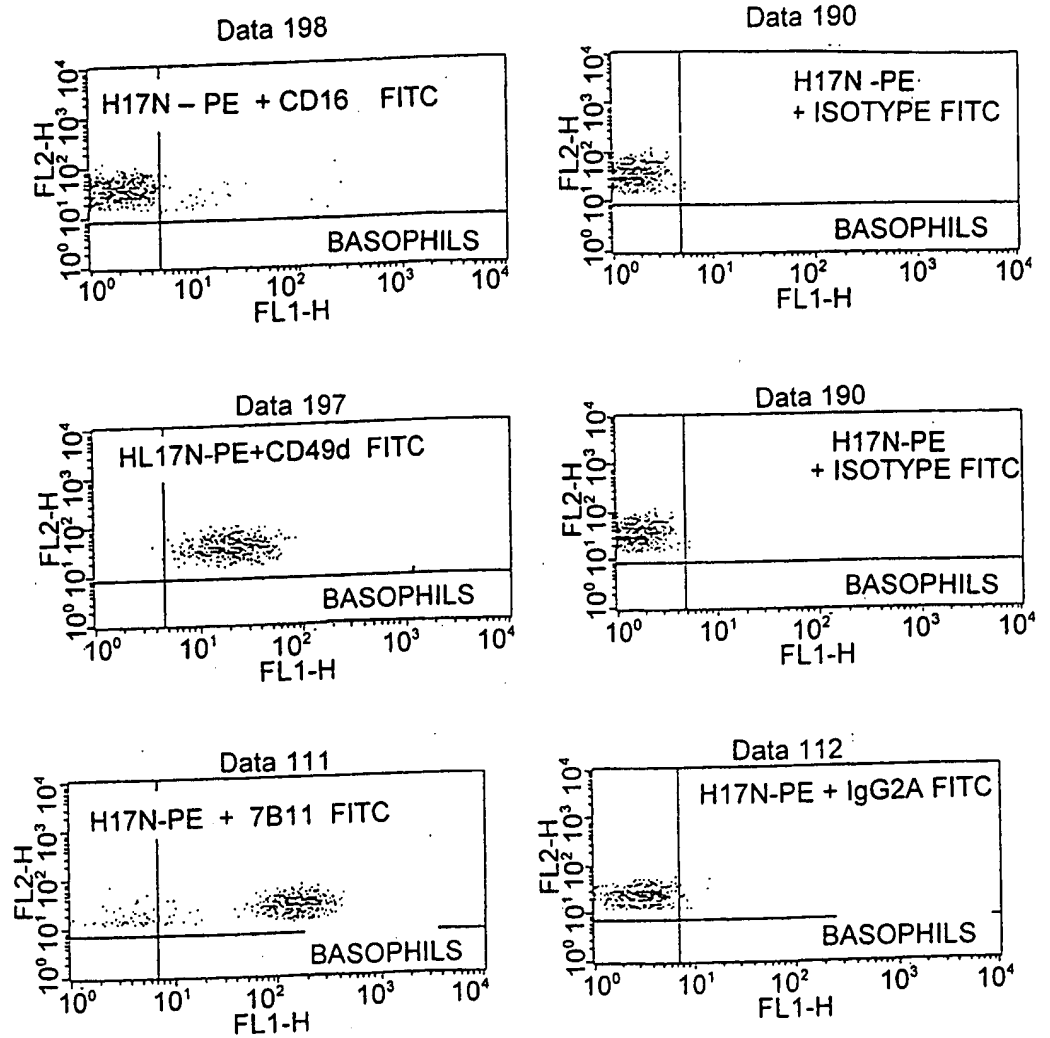 Data 198
H17N – PE + CD16 FITC
FL2-H
10⁰ 10¹ 10² 10³ 10⁴
BASOPHILS
10⁰ 10¹ 10² 10³ 10⁴
FL1-H
Data 190
H17N -PE
+ ISOTYPE FITC
FL2-H
10⁰ 10¹ 10² 10³ 10⁴
BASOPHILS
10⁰ 10¹ 10² 10³ 10⁴
FL1-H
Data 197
HL17N-PE+CD49d FITC
FL2-H
10⁰ 10¹ 10² 10³ 10⁴
BASOPHILS
10⁰ 10¹ 10² 10³ 10⁴
FL1-H
Data 190
H17N-PE
+ ISOTYPE FITC
FL2-H
10⁰ 10¹ 10² 10³ 10⁴
BASOPHILS
10⁰ 10¹ 10² 10³ 10⁴
FL1-H
Data 111
H17N-PE + 7B11 FITC
FL2-H
10⁰ 10¹ 10² 10³ 10⁴
BASOPHILS
10⁰ 10¹ 10² 10³ 10⁴
FL1-H
Data 112
H17N-PE + IgG2A FITC
FL2-H
10⁰ 10¹ 10² 10³ 10⁴
BASOPHILS
10⁰ 10¹ 10² 10³ 10⁴
FL1-H